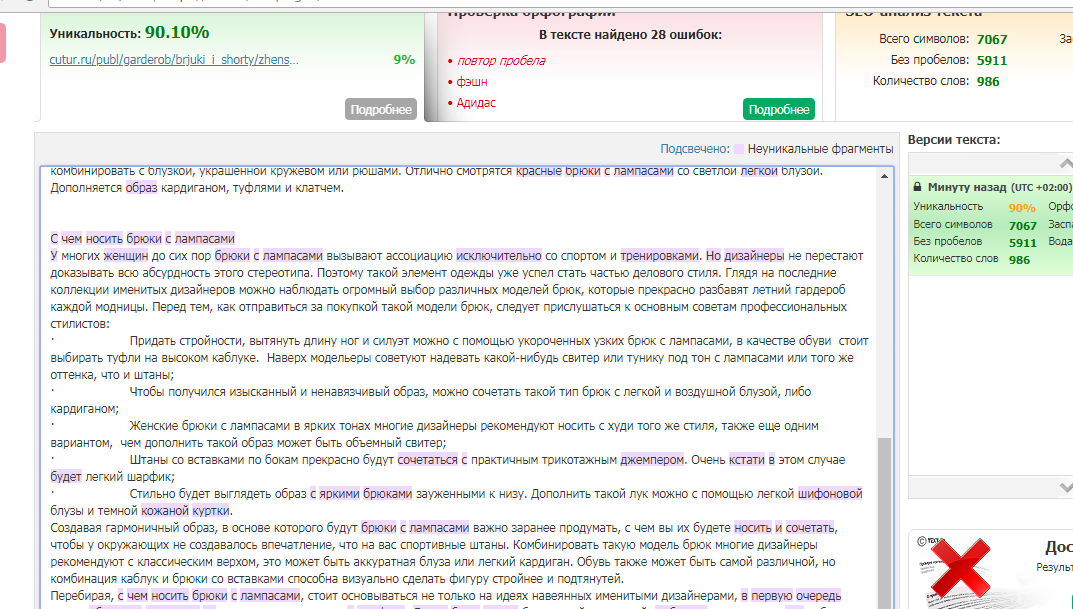 Уникальность: 90.10%
cutur.ru/publ/garderob/brjuki_i_shorty/zhens... 9%
Подробнее
Проверка орфографии
В тексте найдено 28 ошибок:
• повтор пробела
• фэшн
• Адидас
Подробнее
SEO-анализ текста
Всего символов: 7067
Без пробелов: 5911
Количество слов: 986
Подсвечено: Неуникальные фрагменты
комбинировать с блузкой, украшенной кружевом или рюшами. Отлично смотрятся красные брюки с лампасами со светлой легкой блузой.
Дополняется образ кардиганом, туфлями и клатчем.
С чем носить брюки с лампасами
У многих женщин до сих пор брюки с лампасами вызывают ассоциацию исключительно со спортом и тренировками. Но дизайнеры не перестают
доказывать всю абсурдность этого стереотипа. Поэтому такой элемент одежды уже успел стать частью делового стиля. Глядя на последние
коллекции именитых дизайнеров можно наблюдать огромный выбор различных моделей брюк, которые прекрасно разбавят летний гардероб
каждой модницы. Перед тем, как отправиться за покупкой такой модели брюк, следует прислушаться к основным советам профессиональных
стилистов:
· Придать стройности, вытянуть длину ног и силуэт можно с помощью укороченных узких брюк с лампасами, в качестве обуви стоит
выбирать туфли на высоком каблуке. Наверх модельеры советуют надевать какой-нибудь свитер или тунику под тон с лампасами или того же
оттенка, что и штаны;
· Чтобы получился изысканный и ненавязчивый образ, можно сочетать такой тип брюк с легкой и воздушной блузой, либо
кардиганом;
· Женские брюки с лампасами в ярких тонах многие дизайнеры рекомендуют носить с худи того же стиля, также еще одним
вариантом, чем дополнить такой образ может быть объемный свитер;
· Штаны со вставками по бокам прекрасно будут сочетаться с практичным трикотажным джемпером. Очень кстати в этом случае
будет легкий шарфик;
· Стильно будет выглядеть образ с яркими брюками зауженными к низу. Дополнить такой лук можно с помощью легкой шифоновой
блузы и темной кожаной куртки.
Создавая гармоничный образ, в основе которого будут брюки с лампасами важно заранее продумать, с чем вы их будете носить и сочетать,
чтобы у окружающих не создавалось впечатление, что на вас спортивные штаны. Комбинировать такую модель брюк многие дизайнеры
рекомендуют с классическим верхом, это может быть аккуратная блуза или легкий кардиган. Обувь также может быть самой различной, но
комбинация каблук и брюки со вставками способна визуально сделать фигуру стройнее и подтянутей.
Перебирая, с чем носить брюки с лампасами, стоит основываться не только на идеях навеянных именитыми дизайнерами, в первую очередь
Версии текста:
Минуту назад (UTC +02:00)
Уникальность 90% Орфо
Всего символов 7067 Заспа
Без пробелов 5911 Вода
Количество слов 986
Дос
Резуль